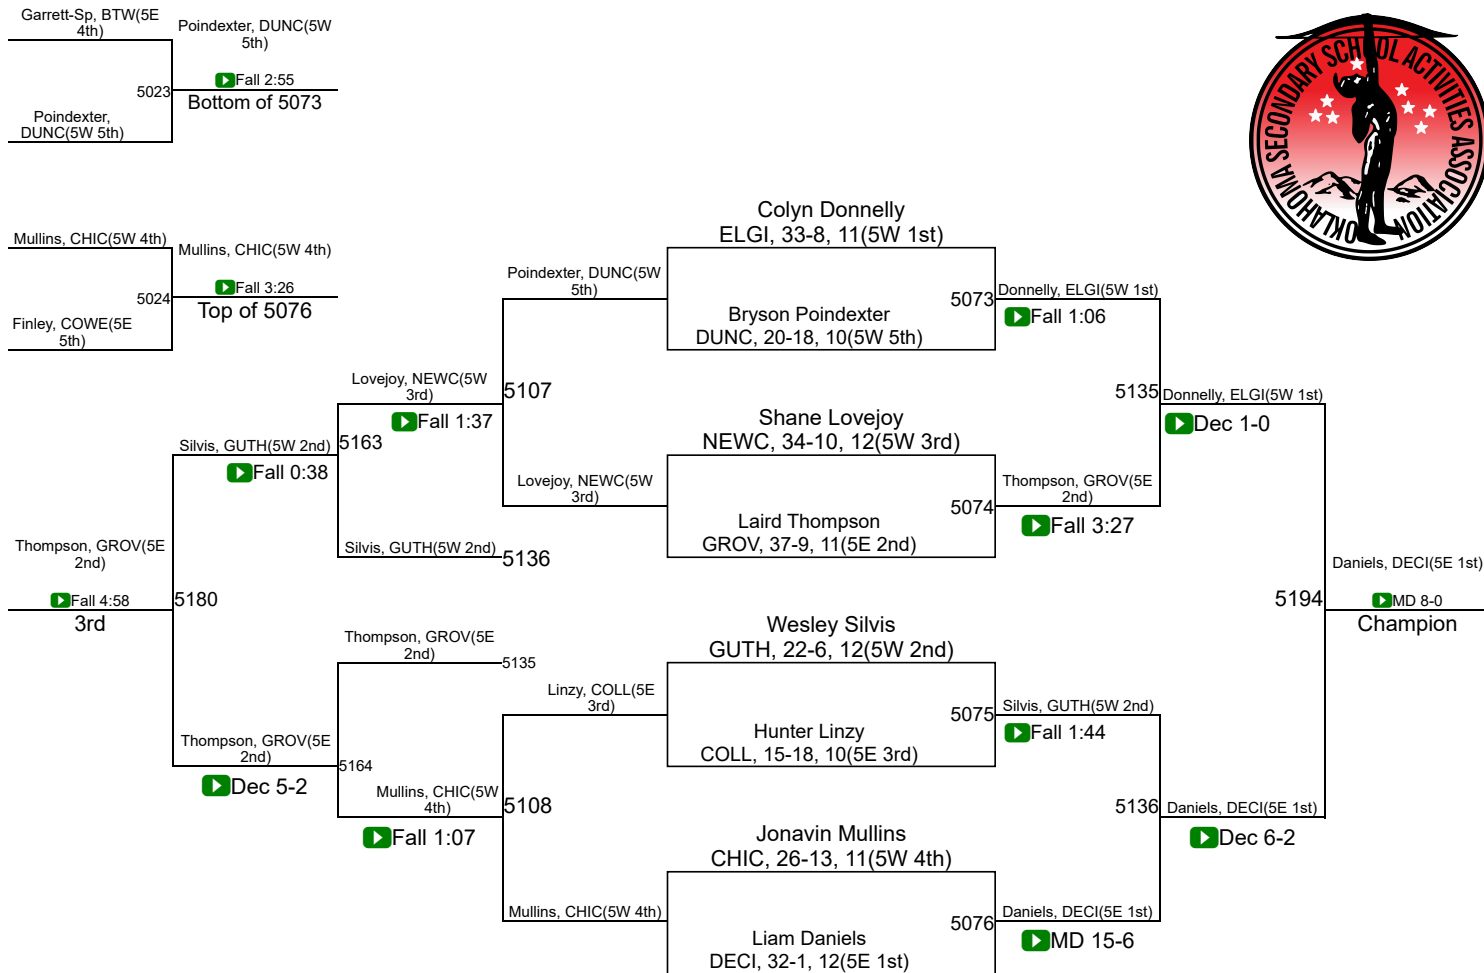 Garrett-Sp, BTW(5E
4th)
Poindexter, DUNC(5W
5th)
Fall 2:55
5023
Bottom of 5073
Poindexter,
DUNC(5W 5th)
OKLAHOMA SECONDARY SCHOOL ACTIVITIES ASSOCIATION
Mullins, CHIC(5W 4th)
Mullins, CHIC(5W 4th)
Fall 3:26
5024
Top of 5076
Finley, COWE(5E
5th)
Colyn Donnelly
ELGI, 33-8, 11(5W 1st)
Poindexter, DUNC(5W
5th)
5073
Donnelly, ELGI(5W 1st)
Bryson Poindexter
DUNC, 20-18, 10(5W 5th)
Fall 1:06
Lovejoy, NEWC(5W
3rd)
5107
Fall 1:37
5135
Donnelly, ELGI(5W 1st)
Dec 1-0
Shane Lovejoy
NEWC, 34-10, 12(5W 3rd)
Silvis, GUTH(5W 2nd)
5163
Fall 0:38
Lovejoy, NEWC(5W
3rd)
5074
Thompson, GROV(5E
2nd)
Laird Thompson
GROV, 37-9, 11(5E 2nd)
Fall 3:27
Silvis, GUTH(5W 2nd)
5136
Thompson, GROV(5E
2nd)
Fall 4:58
3rd
5180
Daniels, DECI(5E 1st)
5194
MD 8-0
Champion
Wesley Silvis
GUTH, 22-6, 12(5W 2nd)
Thompson, GROV(5E
2nd)
5135
Linzy, COLL(5E
3rd)
5075
Silvis, GUTH(5W 2nd)
Hunter Linzy
COLL, 15-18, 10(5E 3rd)
Fall 1:44
Thompson, GROV(5E
2nd)
5164
Dec 5-2
Mullins, CHIC(5W
4th)
5108
Fall 1:07
5136
Daniels, DECI(5E 1st)
Dec 6-2
Jonavin Mullins
CHIC, 26-13, 11(5W 4th)
Mullins, CHIC(5W 4th)
5076
Daniels, DECI(5E 1st)
Liam Daniels
DECI, 32-1, 12(5E 1st)
MD 15-6